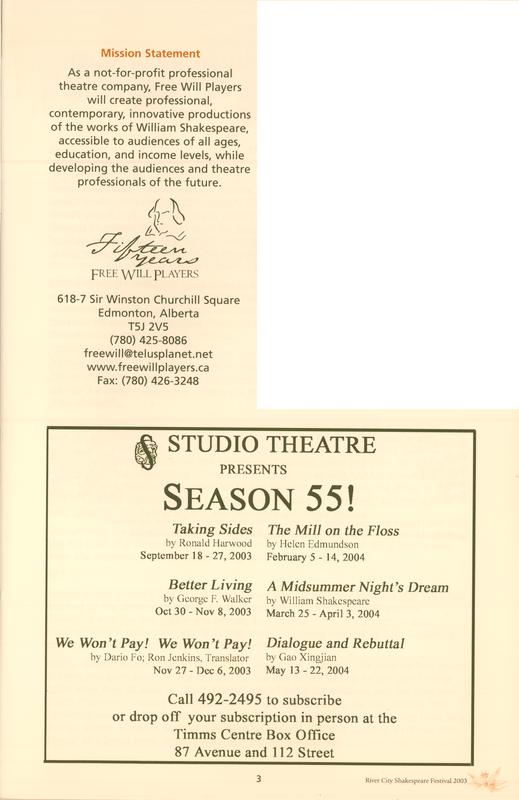 Mission Statement
As a not-for-profit professional
theatre company, Free Will Players
will create professional,
contemporary, innovative productions
of the works of William Shakespeare,
accessible to audiences of all ages,
education, and income levels, while
developing the audiences and theatre
professionals of the future.
Fifteen
years
FREE WILL PLAYERS
618-7 Sir Winston Churchill Square
Edmonton, Alberta
T5J 2V5
(780) 425-8086
freewill@telusplanet.net
www.freewillplayers.ca
Fax: (780) 426-3248
STUDIO THEATRE
PRESENTS
SEASON 55!
Taking Sides
by Ronald Harwood
September 18 - 27, 2003
The Mill on the Floss
by Helen Edmundson
February 5 - 14, 2004
Better Living
by George F. Walker
Oct 30 - Nov 8, 2003
A Midsummer Night's Dream
by William Shakespeare
March 25 - April 3, 2004
We Won't Pay! We Won't Pay!
by Dario Fo; Ron Jenkins, Translator
Nov 27 - Dec 6, 2003
Dialogue and Rebuttal
by Gao Xingjian
May 13 - 22, 2004
Call 492-2495 to subscribe
or drop off your subscription in person at the
Timms Centre Box Office
87 Avenue and 112 Street
3
River City Shakespeare Festival 2003